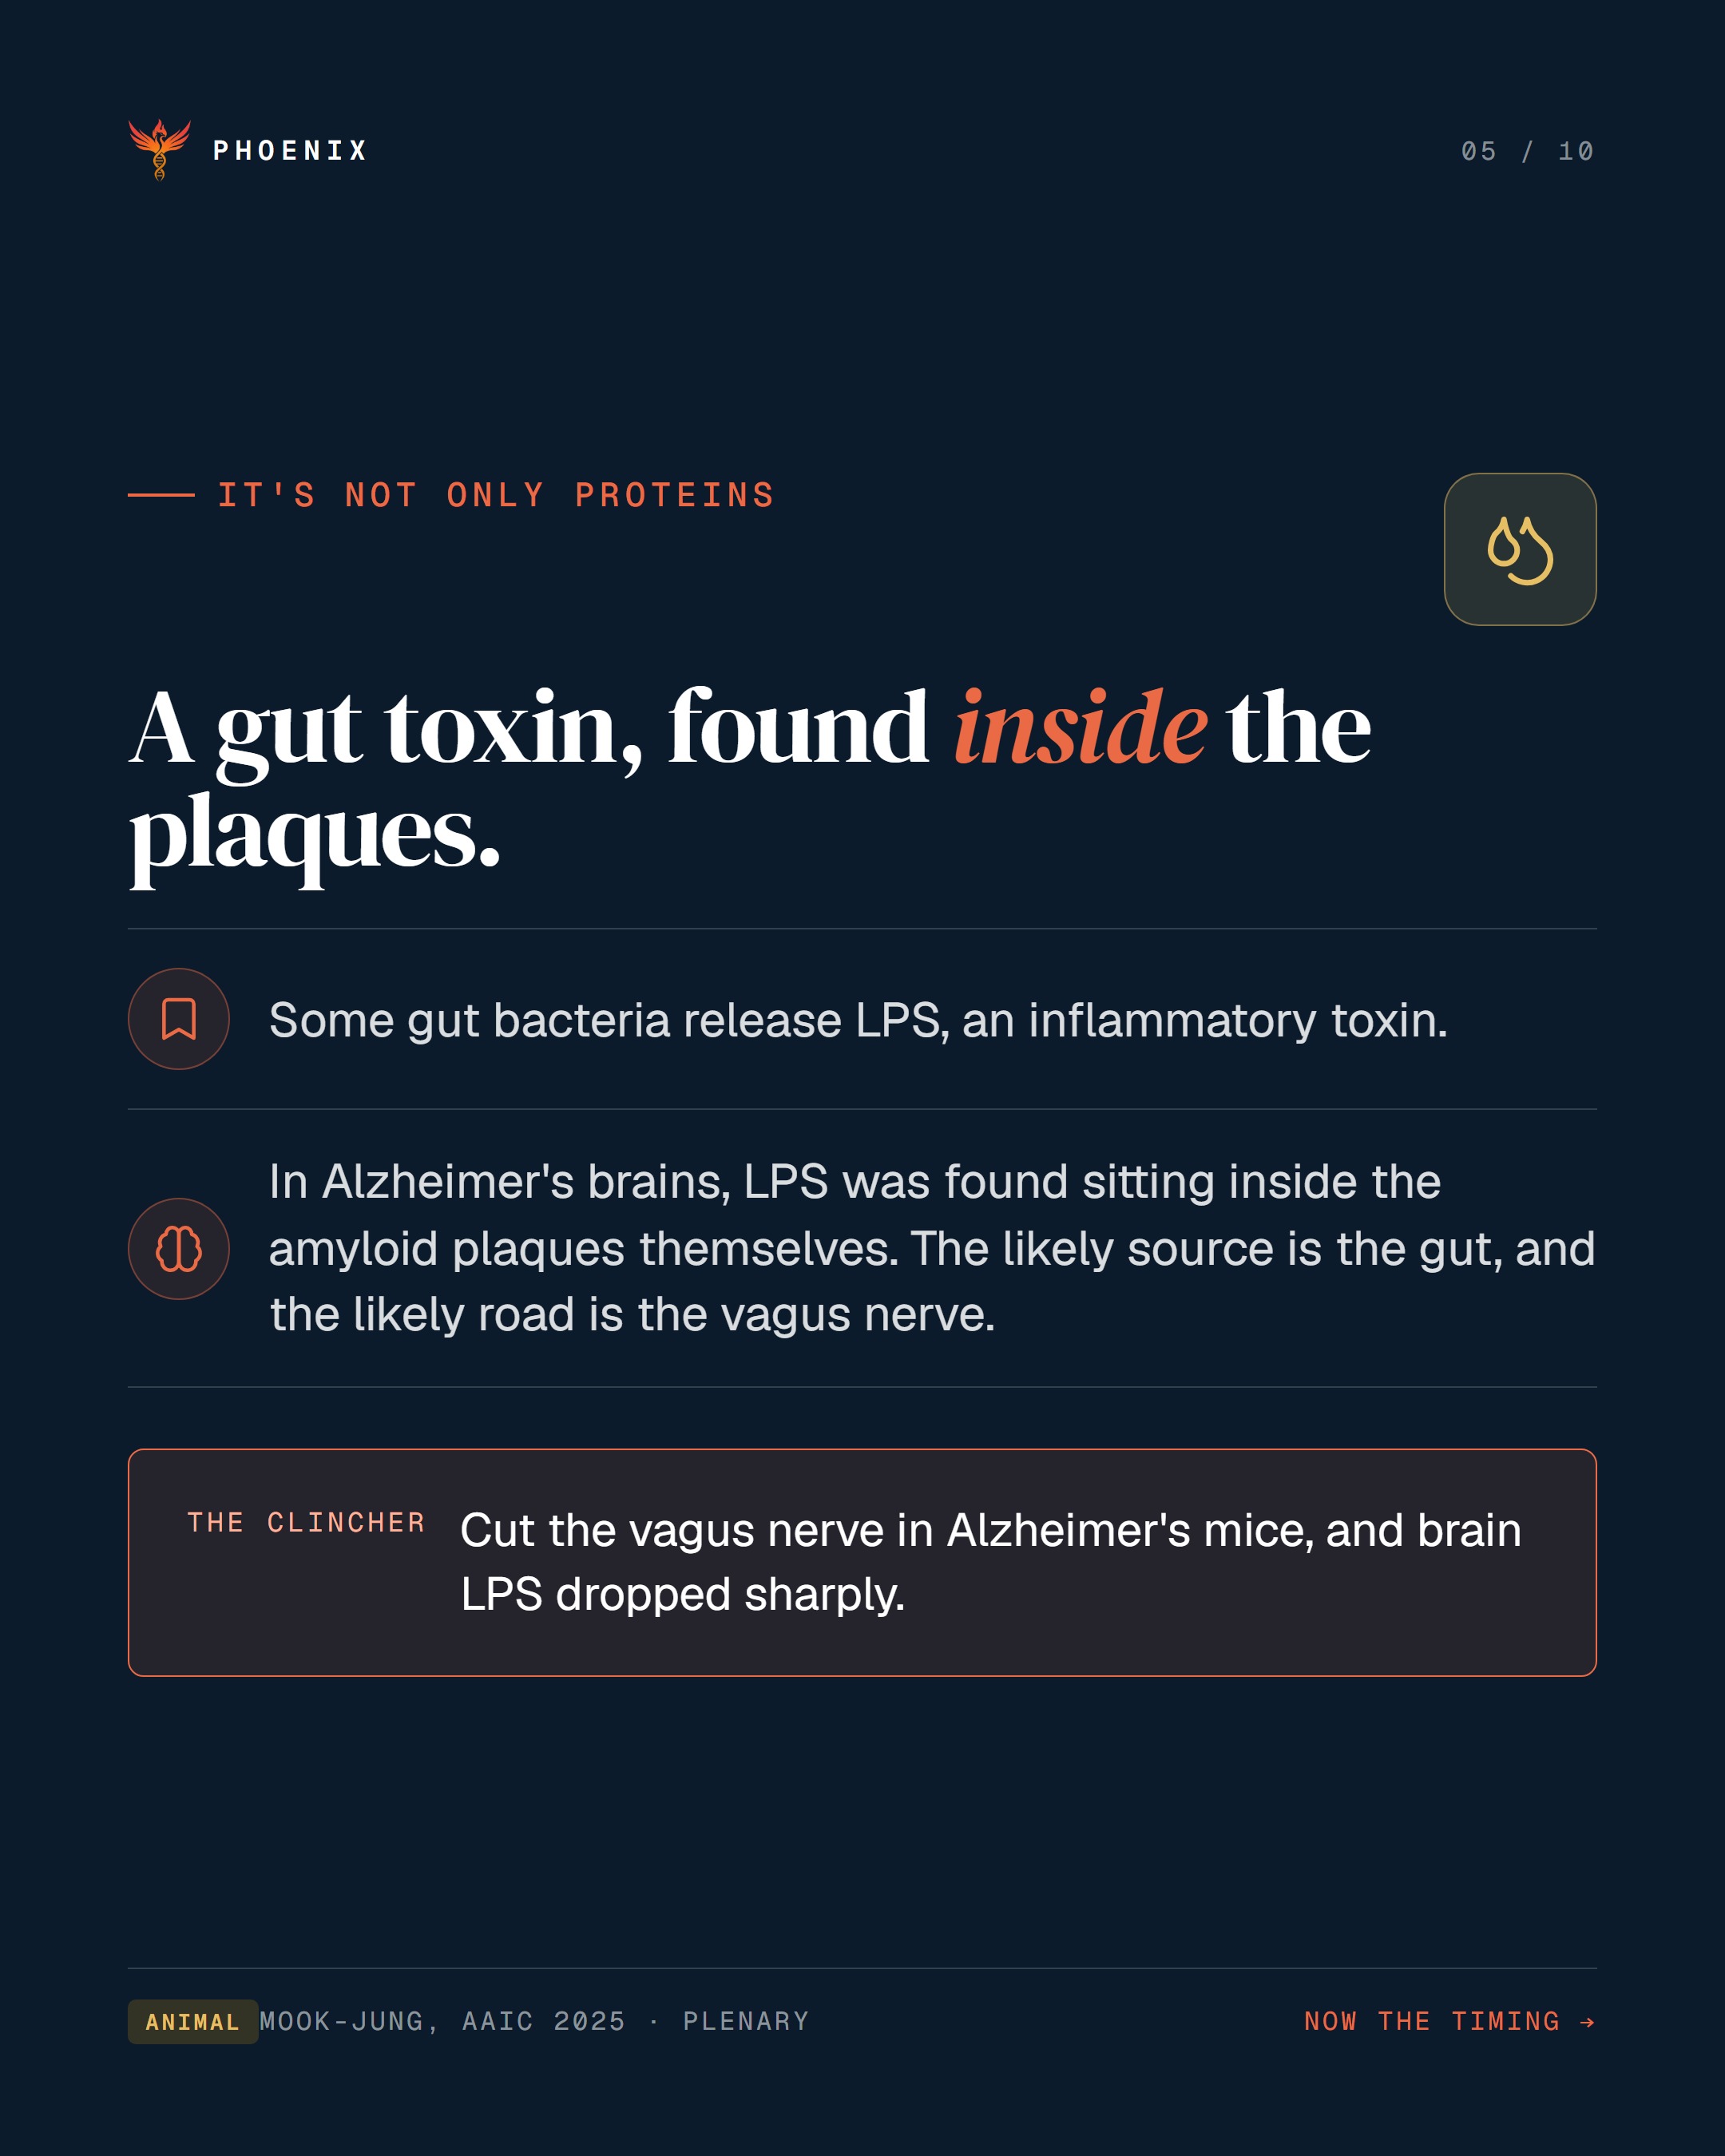 PHOENIX
05 / 10
IT'S NOT ONLY PROTEINS
A gut toxin, found inside the
plaques.
Some gut bacteria release LPS, an inflammatory toxin.
In Alzheimer's brains, LPS was found sitting inside the
amyloid plaques themselves. The likely source is the gut, and
the likely road is the vagus nerve.
THE CLINCHER
Cut the vagus nerve in Alzheimer's mice, and brain
LPS dropped sharply.
ANIMAL
MOOK-JUNG, AAIC 2025 · PLENARY
NOW THE TIMING →